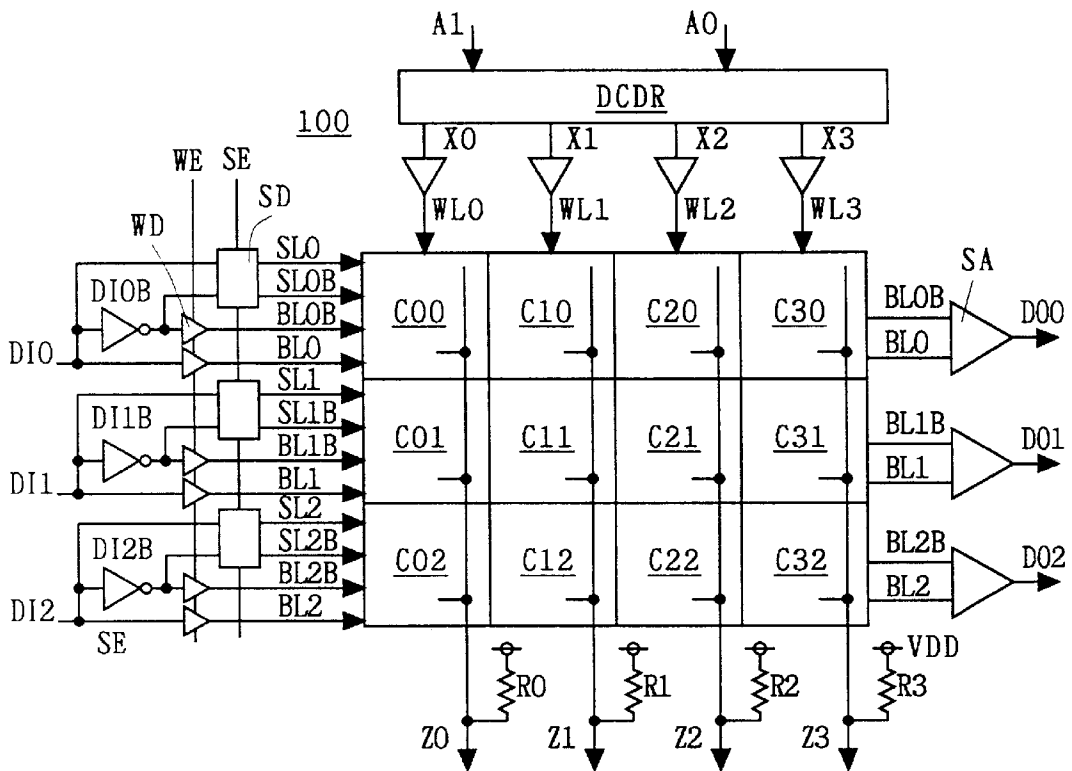 A1 A0
DCDR
100
X0 X1 X2 X3
WE SE
SD
WD
WL0 WL1 WL2 WL3
SL0
SL0B
DI0B
BL0B
BL0
DI0
C00 C10 C20 C30
BL0B
BL0
SA
D00
SL1
SL1B
DI1B
BL1B
BL1
DI1
C01 C11 C21 C31
BL1B
BL1
D01
SL2
SL2B
DI2B
BL2B
BL2
DI2
SE
C02 C12 C22 C32
BL2B
BL2
D02
VDD
R0 R1 R2 R3
Z0 Z1 Z2 Z3